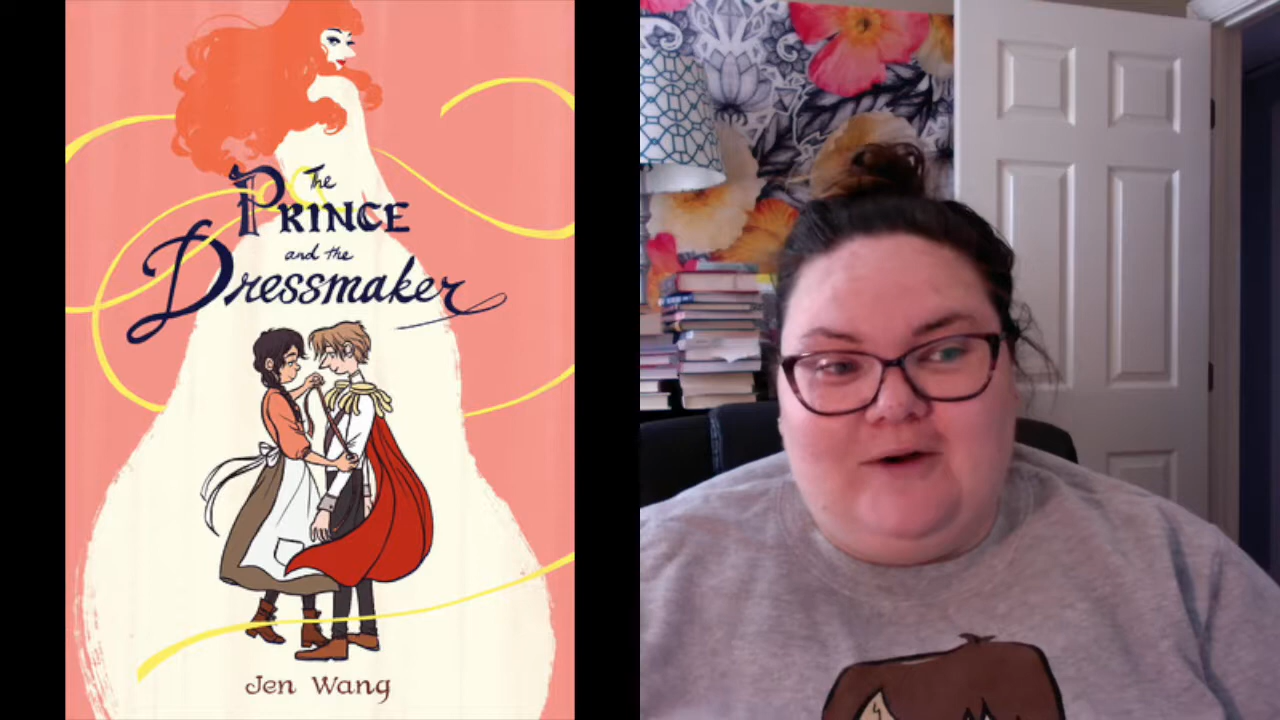 The
PRINCE
and the
Dressmaker
Jen Wang